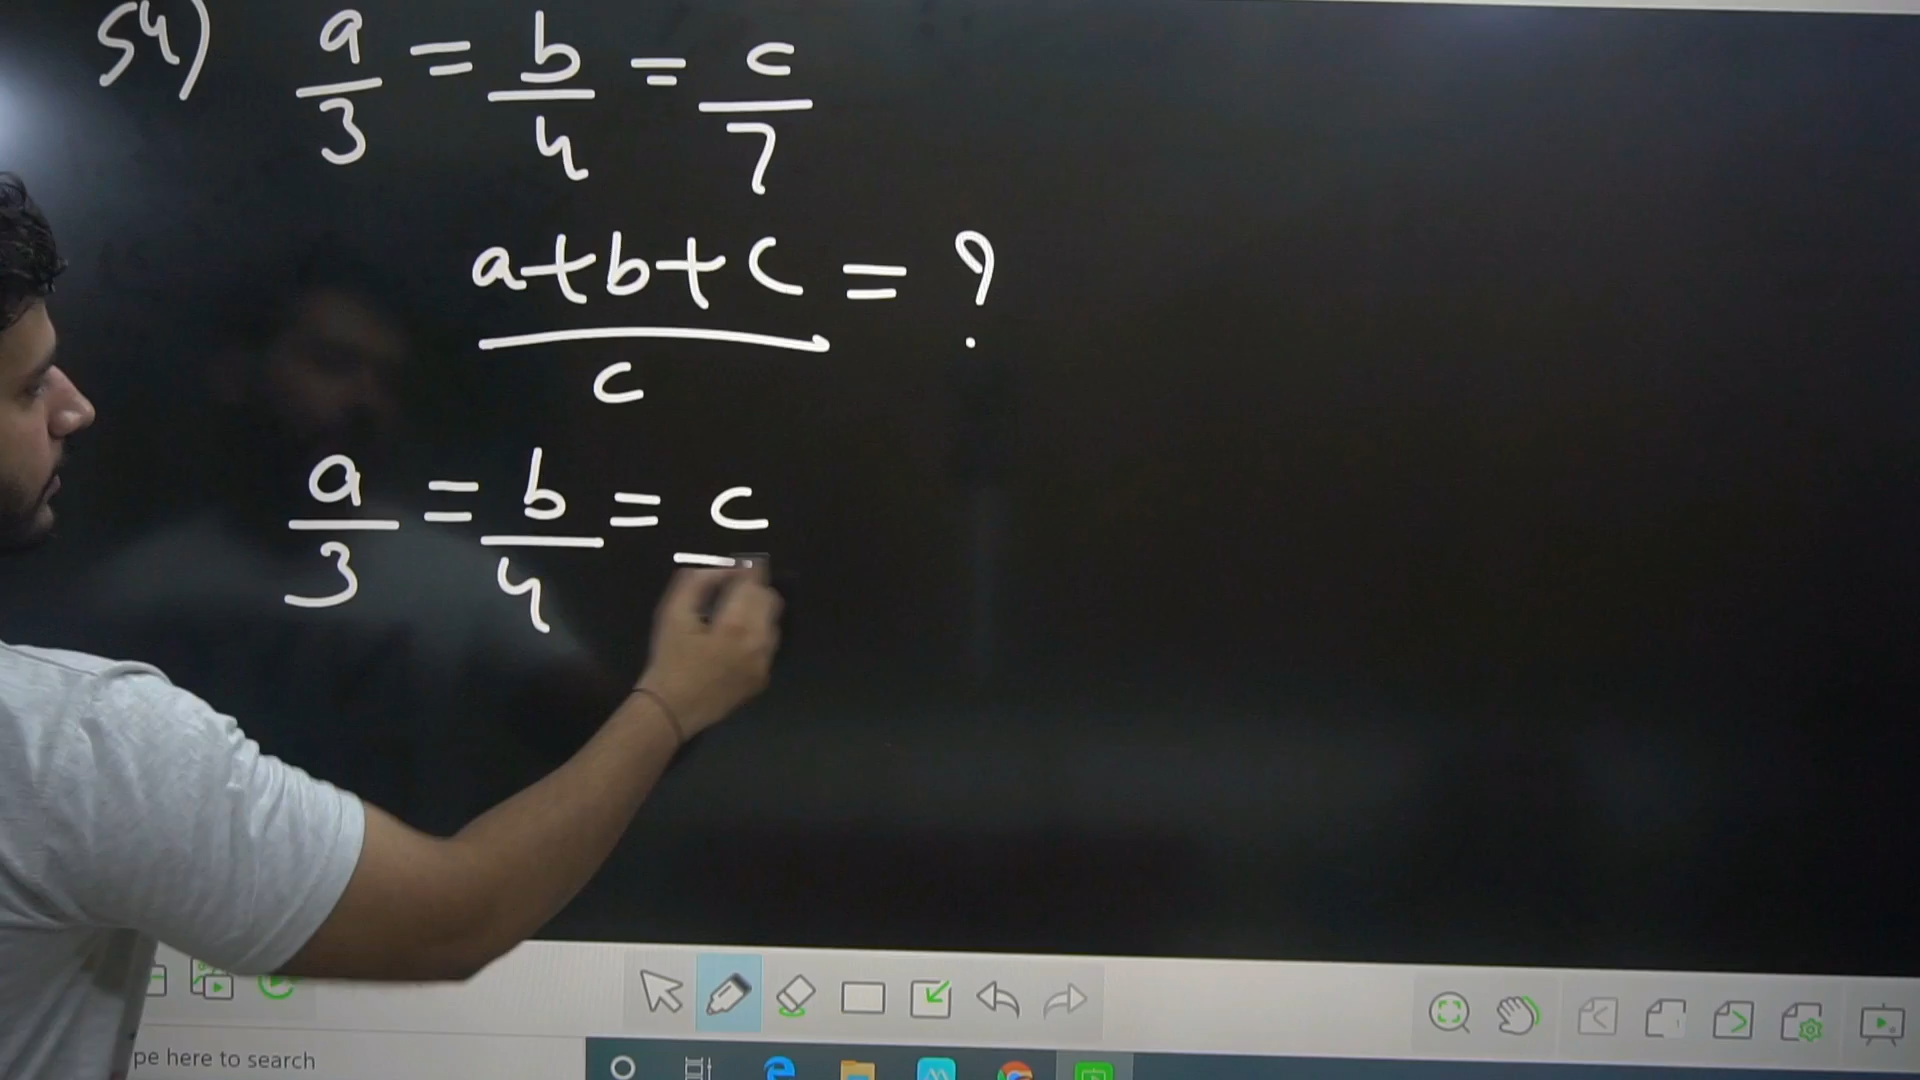 54) a/3 = b/4 = c/7
a+b+c/c = ?
a/3 = b/4 = c
pe here to search